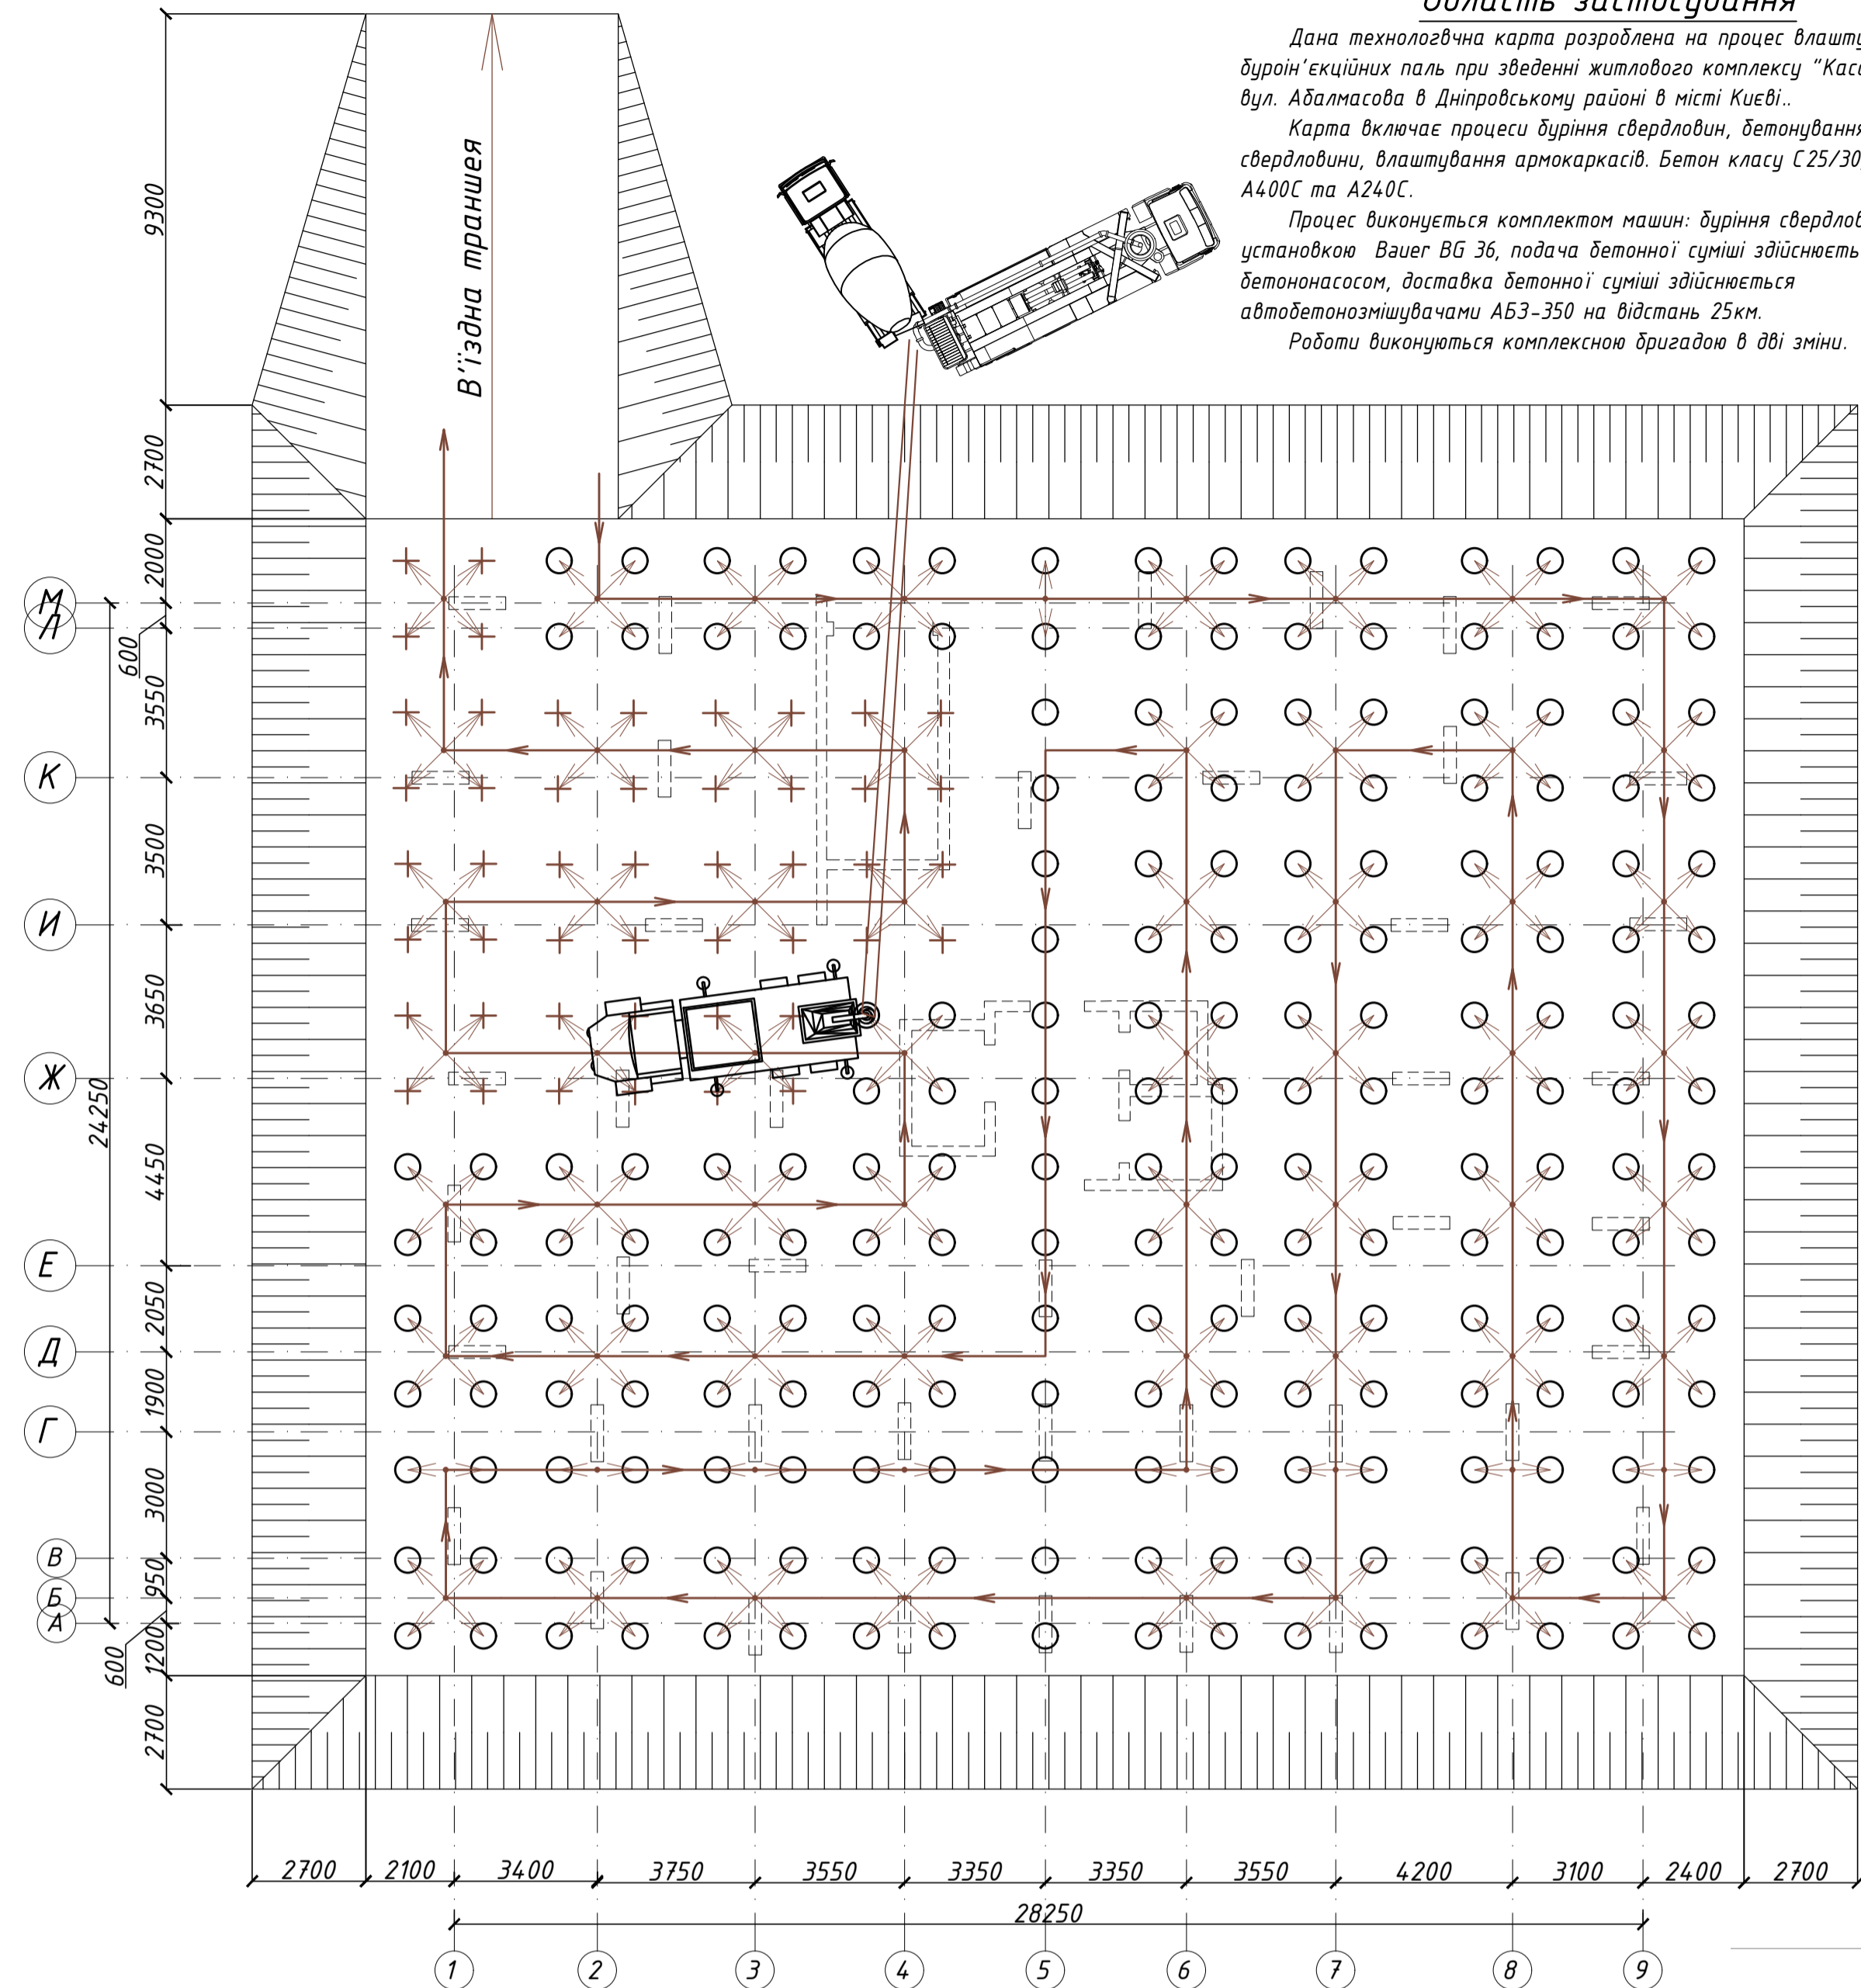 Область застосування
Дана технологвчна карта розроблена на процес
буроін'єкційних паль при зведенні житлового комплексу
вул. Абалмасова в Дніпровському районі в місті Києві..
Карта включає процеси буріння свердловин, бетонування
свердловини, влаштування армокаркасів. Бетон класу С25/30
А400С та А240С.
Процес виконується комплектом машин: буріння
установкою Bauer BG 36, подача бетонної суміші
бетононасосом, доставка бетонної суміші здійснюється
автобетонозмішувачами АБЗ-350 на відстань 25км.
Роботи виконуються комплексною бригадою в дві зміни.
В'їздна траншея
9300
2700
2000
600
3550
3500
3650
4450
24250
2050
1900
3000
950
1200
600
2700
М
Л
К
И
Ж
Е
Д
Г
В
Б
А
2700
2100
3400
3750
3550
3350
3350
3550
4200
3100
2400
2700
28250
1
2
3
4
5
6
7
8
9